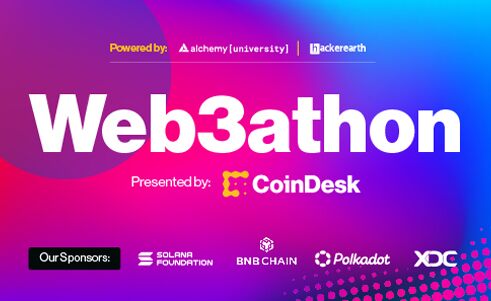 Powered by: alchemy [university] | hackerearth
Web3athon
Presented by: CoinDesk
Our Sponsors: SOLANA FOUNDATION BNB CHAIN Polkadot XDC